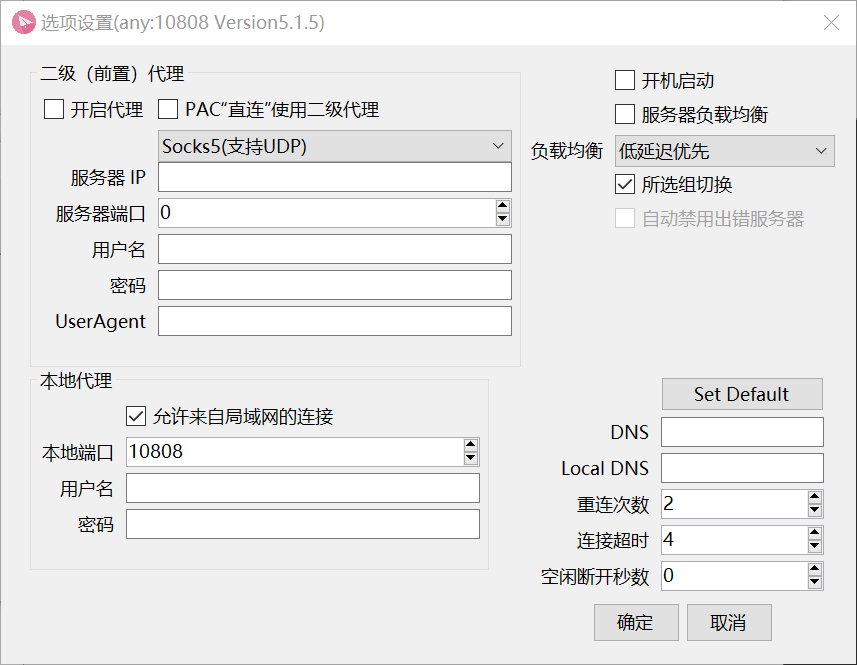 选项设置(any:10808 Version5.1.5)
二级（前置）代理
开启代理 PAC“直连”使用二级代理
Socks5(支持UDP)
服务器 IP
服务器端口 0
用户名
密码
UserAgent
开机启动
服务器负载均衡
负载均衡 低延迟优先
所选组切换
自动禁用出错服务器
本地代理
允许来自局域网的连接
本地端口 10808
用户名
密码
Set Default
DNS
Local DNS
重连次数 2
连接超时 4
空闲断开秒数 0
确定 取消